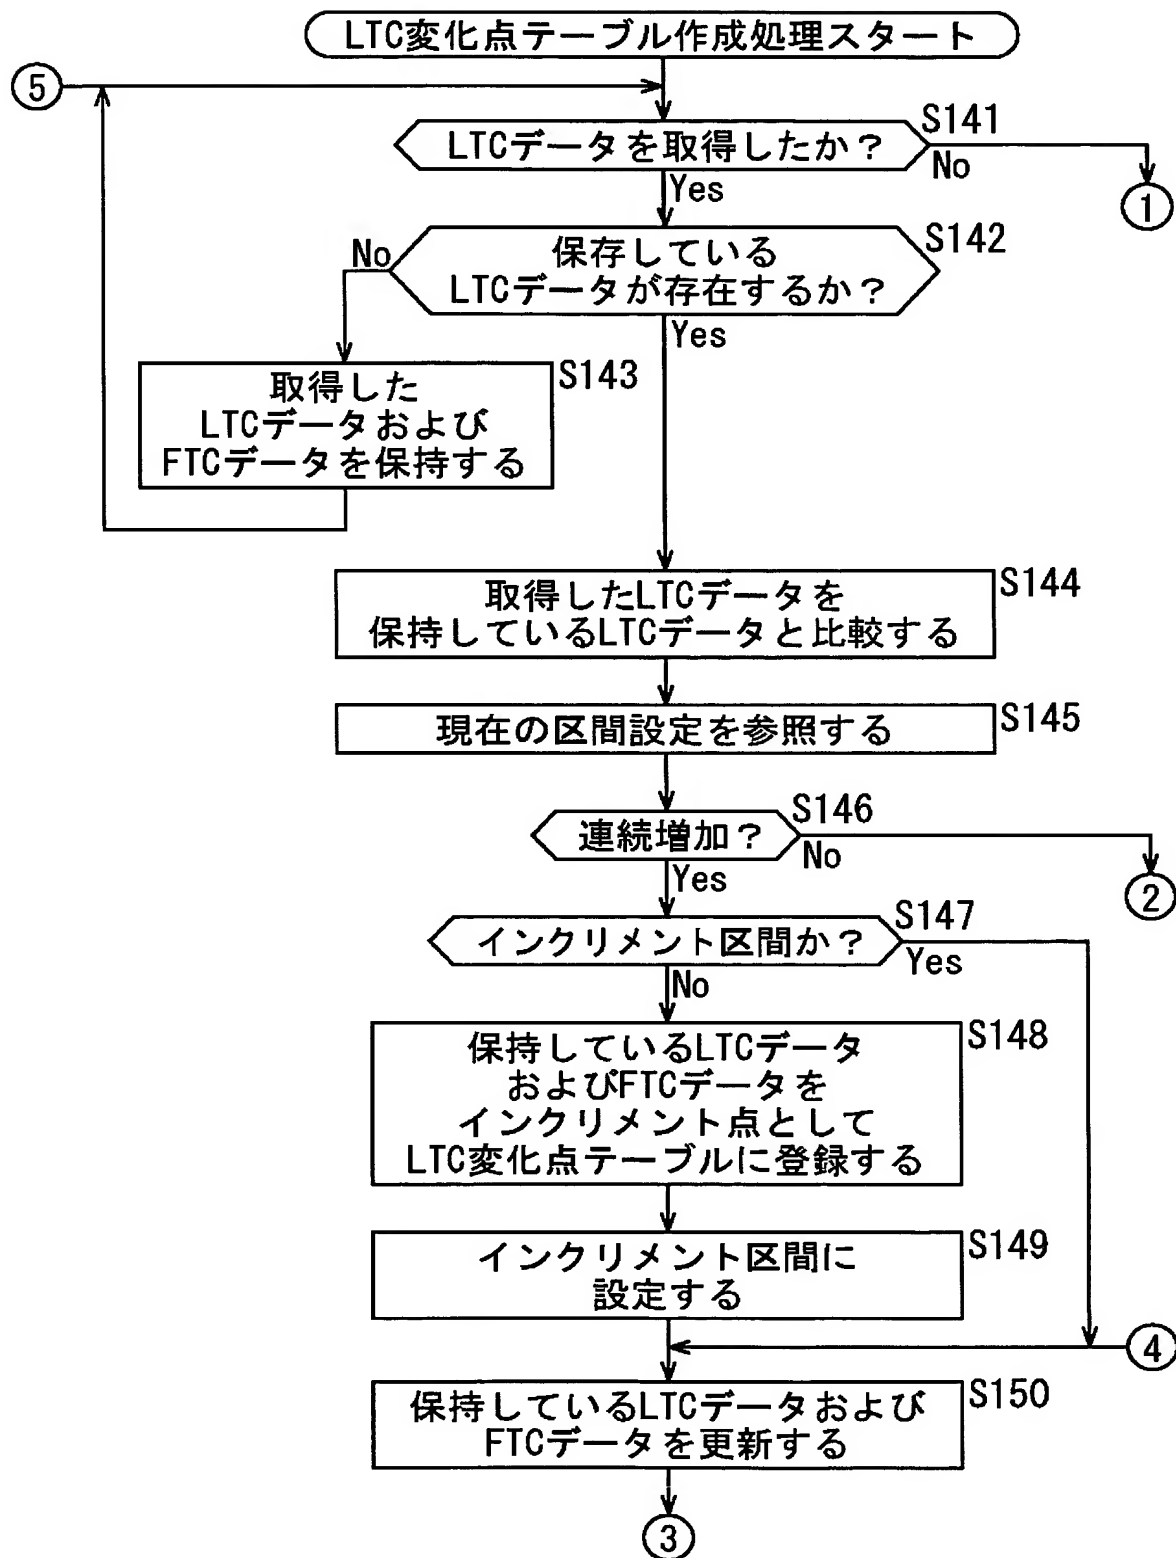 LTC変化点テーブル作成処理スタート
5
S141
LTCデータを取得したか?
No
1
Yes
S142
保存している
LTCデータが存在するか?
No
Yes
S143
取得した
LTCデータおよび
FTCデータを保持する
S144
取得したLTCデータを
保持しているLTCデータと比較する
S145
現在の区間設定を参照する
S146
連続増加?
No
2
Yes
S147
インクリメント区間か?
Yes
No
S148
保持しているLTCデータ
およびFTCデータを
インクリメント点として
LTC変化点テーブルに登録する
S149
インクリメント区間に
設定する
4
S150
保持しているLTCデータおよび
FTCデータを更新する
3